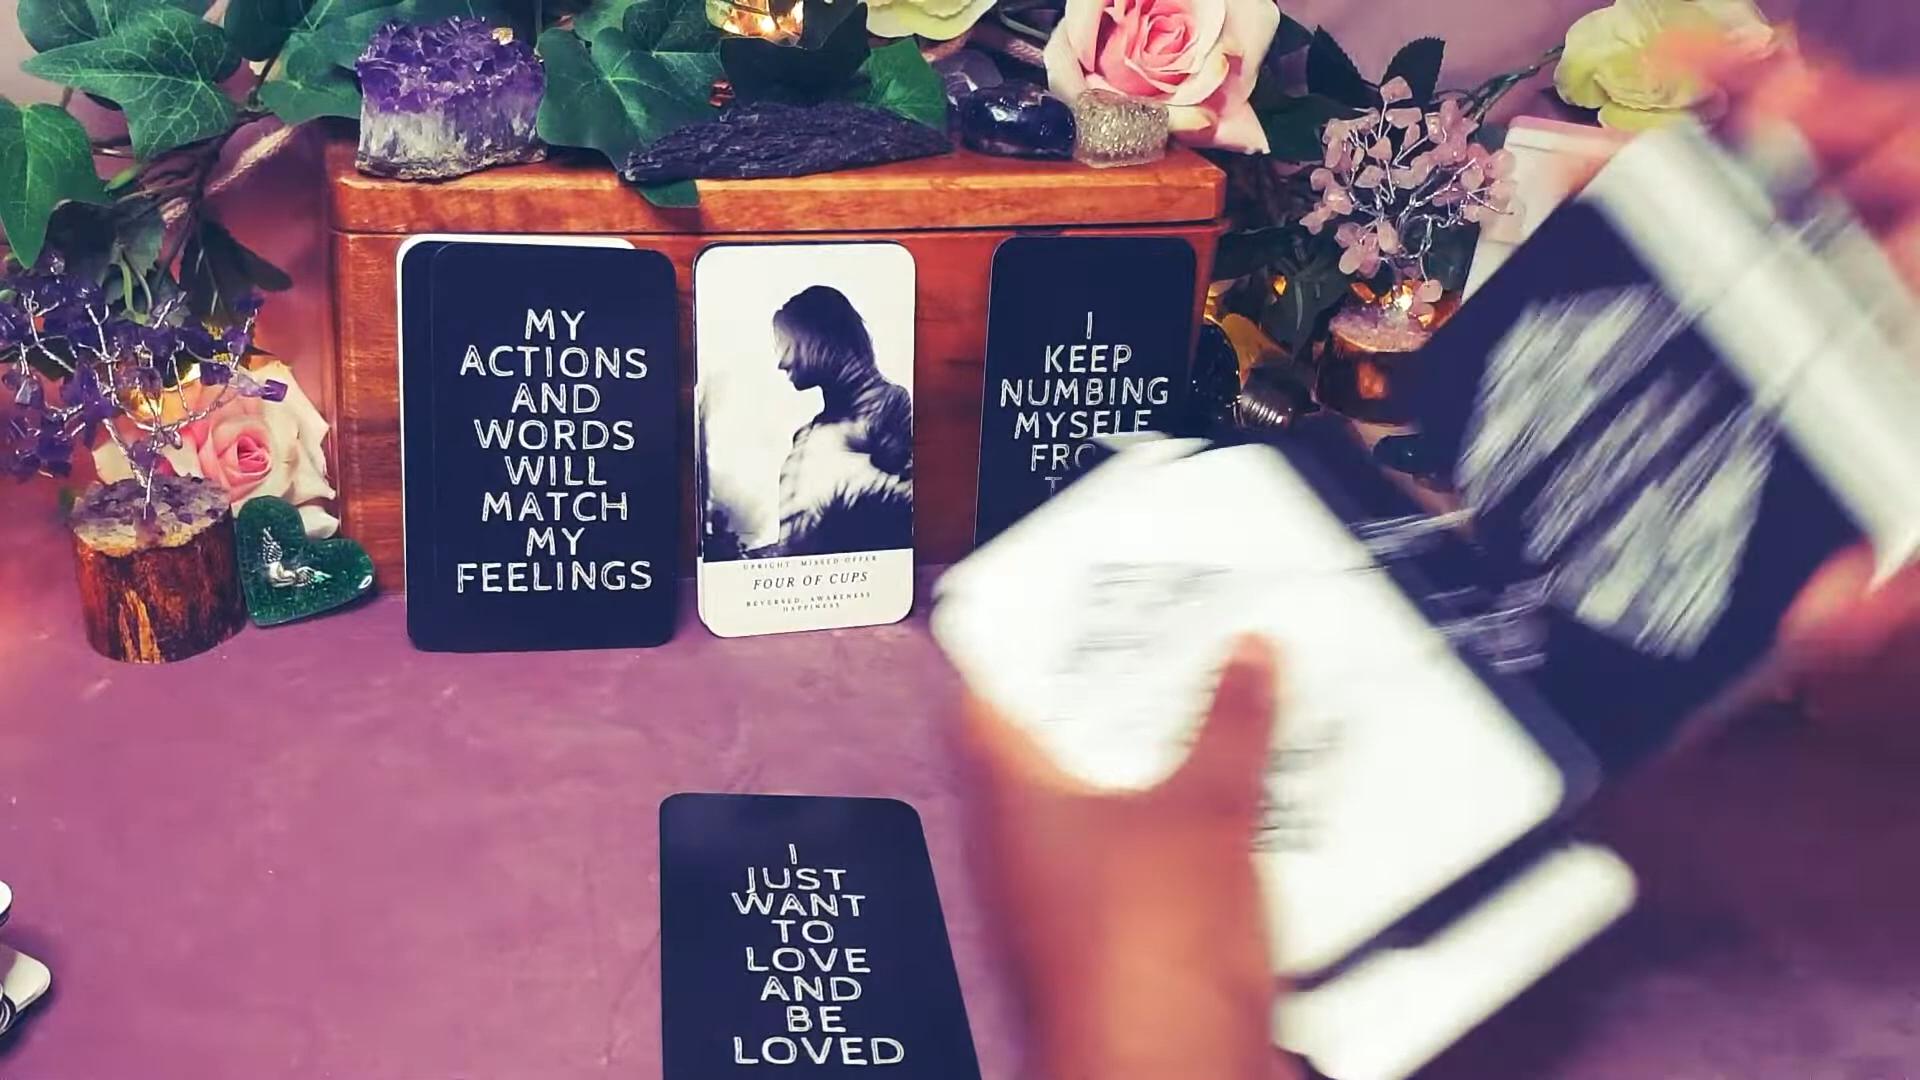 MY
ACTIONS
AND
WORDS
WILL
MATCH
MY
FEELINGS
UPRIGHT: MISSED OFFER
FOUR OF CUPS
REVERSED: AWARENESS
HAPPINESS
I
KEEP
NUMBING
MYSELF
I
JUST
WANT
TO
LOVE
AND
BE
LOVED